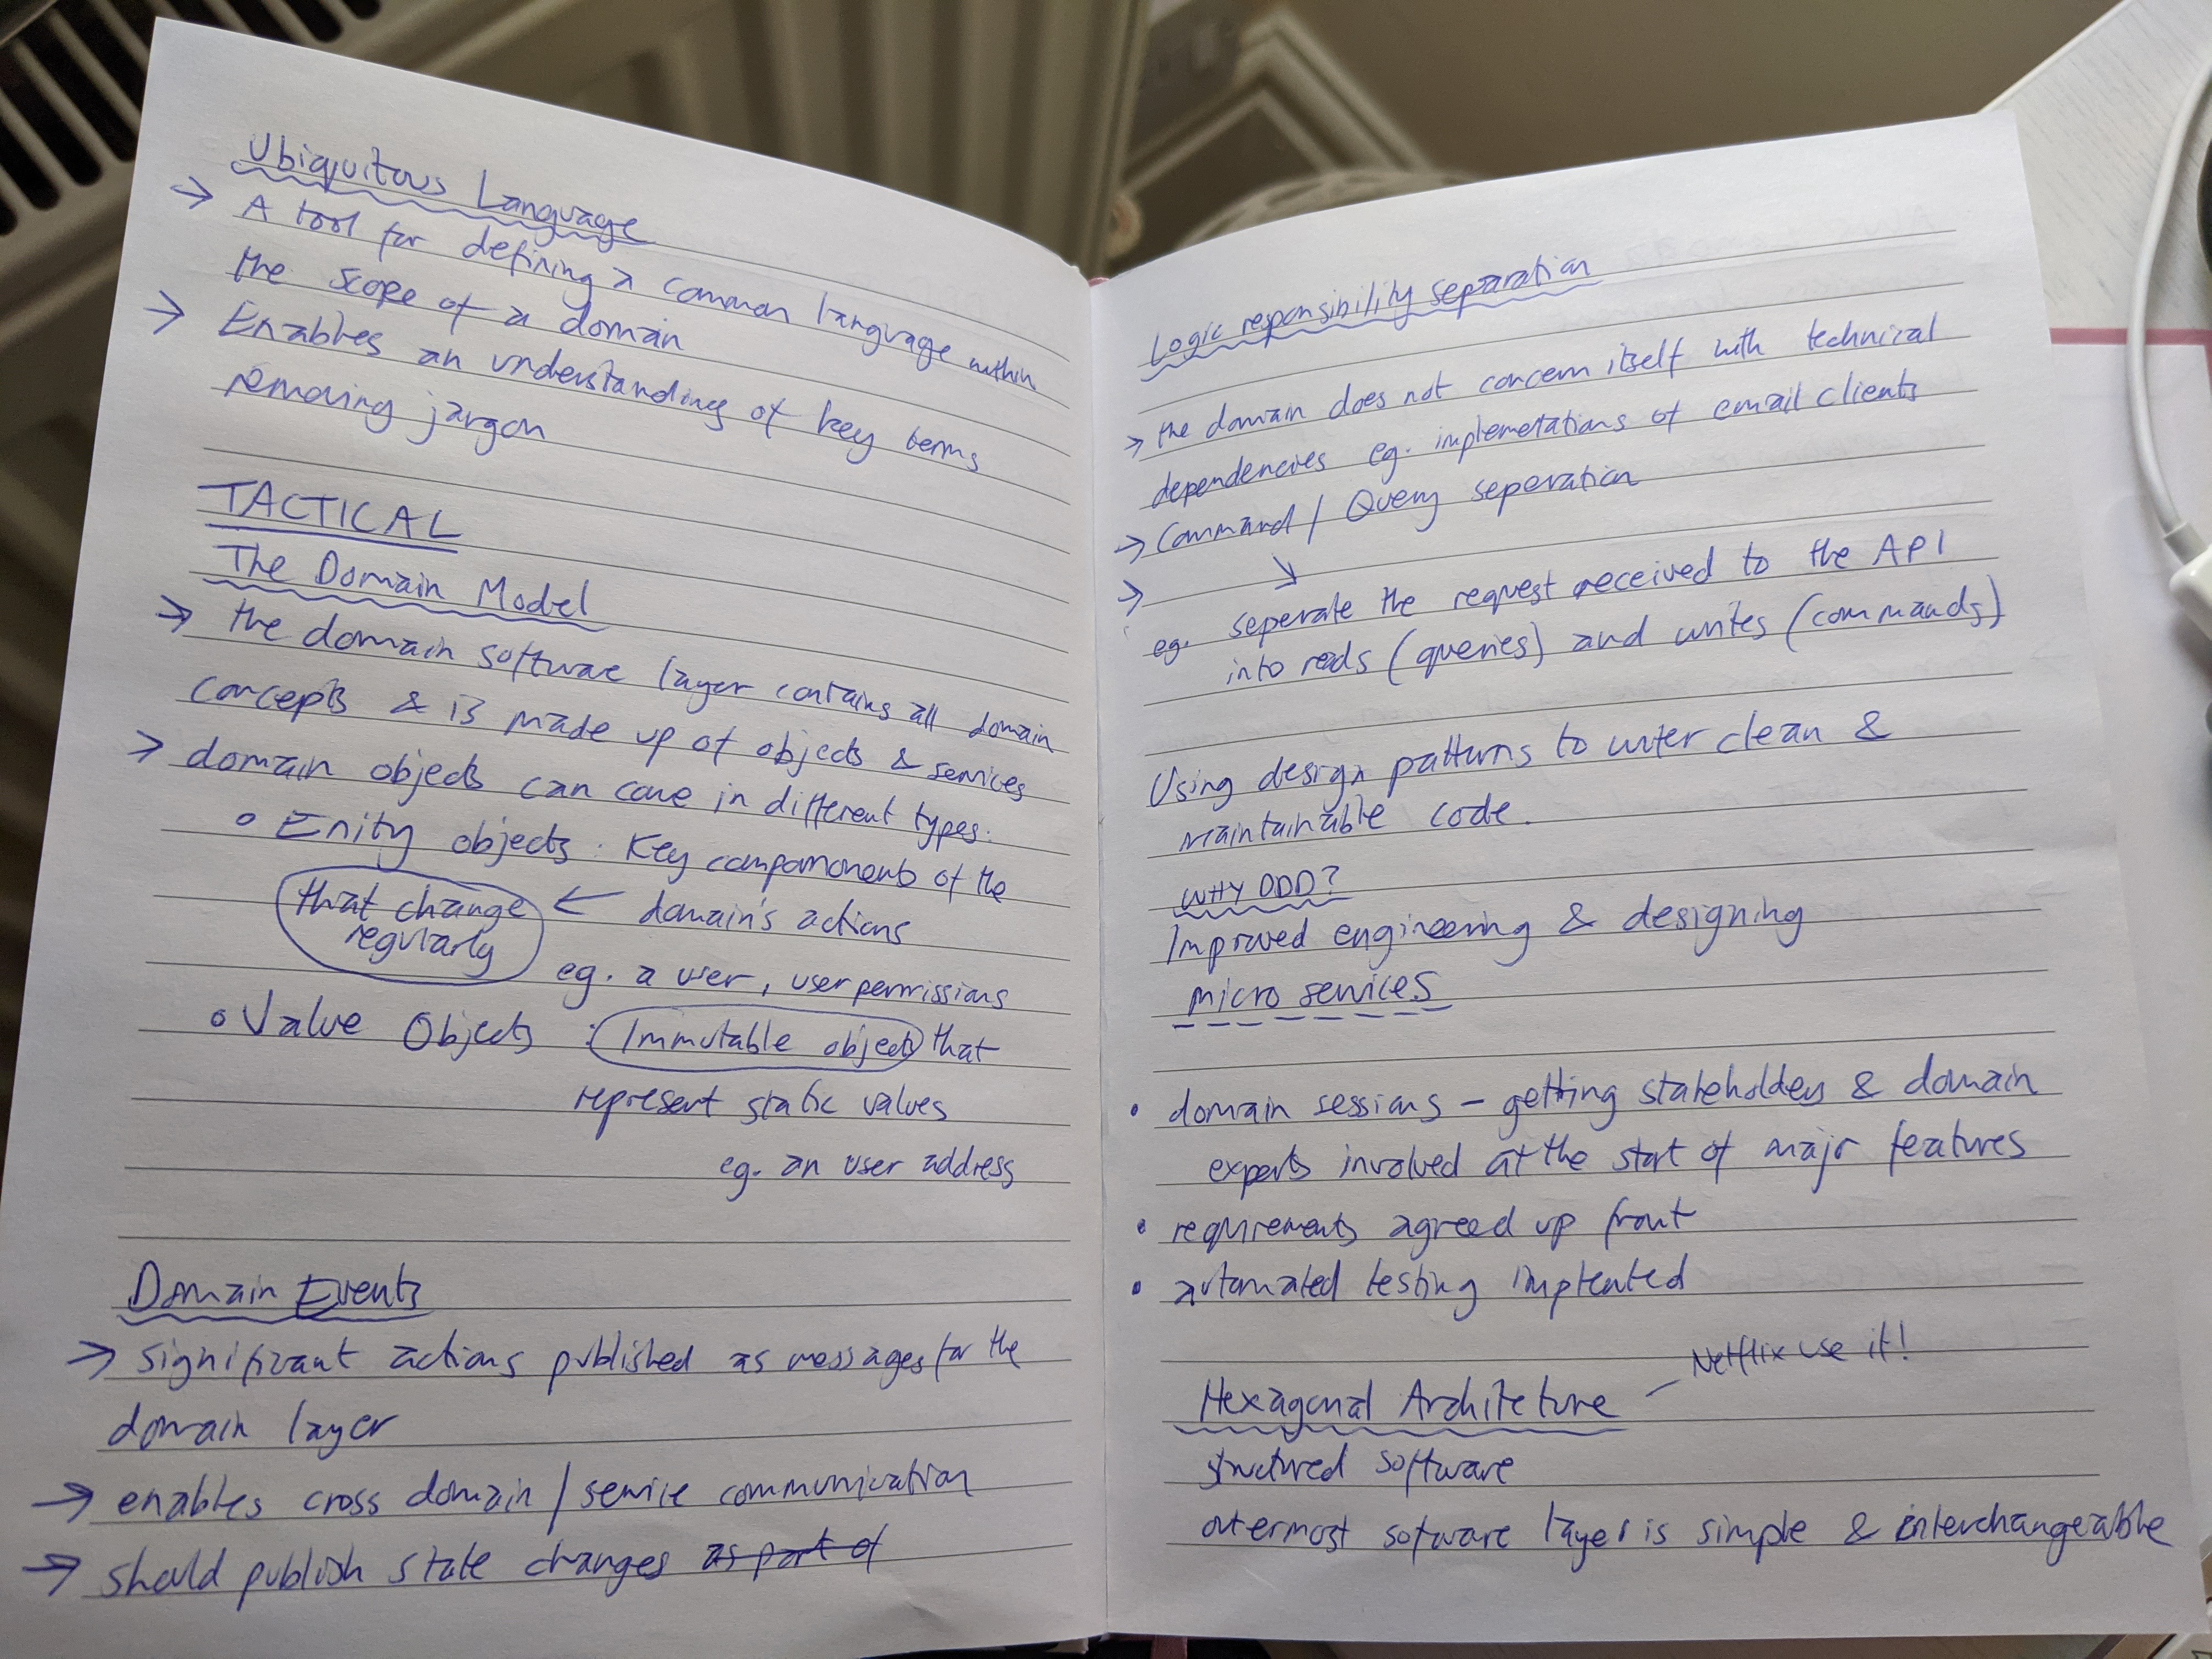 Ubiquitous Language
→ A tool for defining a common language within
the scope of a domain
→ Enables an understanding of key terms
removing jargon
TACTICAL
The Domain Model
→ the domain software layer contains all domain
concepts & is made up of objects & services
→ domain objects can come in different types:
o Enity objects : Key compomonents of the
that change ← domain's actions
regularly
eg. a user, user permissions
o Value Objects : Immutable objects that
represent static values
eg. an user address
Domain Events
→ significant actions published as messages for the
domain layer
→ enables cross domain / service communication
→ should publish state changes as part of
Logic responsibility separation
→ the domain does not concern itself with technical
dependencies eg. implemetations of email clients
→ Command / Query seperation
→ ↘
eg. seperate the request received to the API
into reads (queries) and writes (commands)
Using design patterns to writer clean &
maintainable code.
WHY DDD?
Improved engineering & designing
micro services
• domain sessions - getting stakeholders & domain
experts involved at the start of major features
• requirements agreed up front
• automated testing implented
Netflix use it!
Hexagonal Architeture
structured software
outermost sotware layer is simple & interchangeable